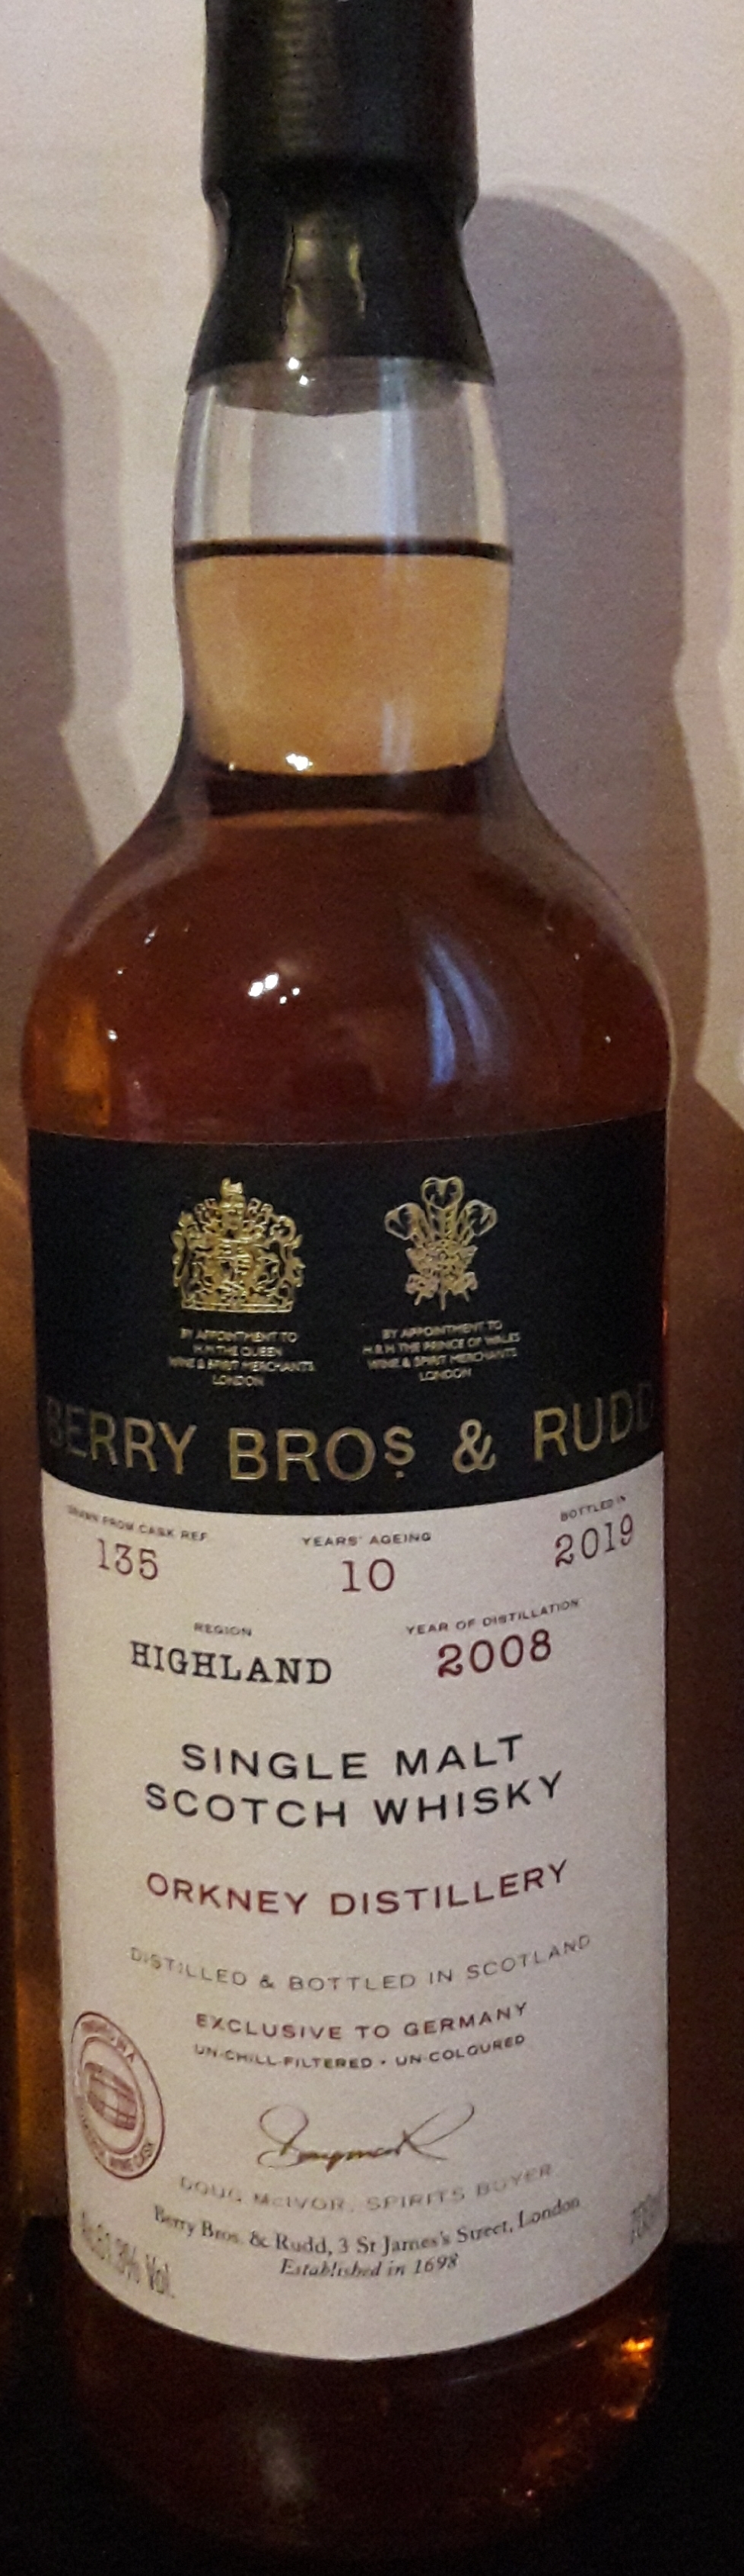 BY APPOINTMENT TO
H.M. THE QUEEN
WINE & SPIRIT MERCHANTS
LONDON
BY APPOINTMENT TO
H.R.H. THE PRINCE OF WALES
WINE & SPIRIT MERCHANTS
LONDON
BERRY BROS & RUDD
DRAWN FROM CASK REF
135
YEARS' AGEING
10
BOTTLED IN
2019
REGION
HIGHLAND
YEAR OF DISTILLATION
2008
SINGLE MALT
SCOTCH WHISKY
ORKNEY DISTILLERY
DISTILLED & BOTTLED IN SCOTLAND
EXCLUSIVE TO GERMANY
UN-CHILL-FILTERED • UN-COLOURED
WINE CASK
DOUG McIVOR, SPIRITS BUYER
Berry Bros. & Rudd, 3 St James's Street, London
Established in 1698
Vol.